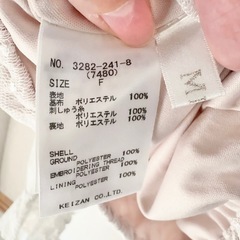 NO. 3282-241-8
(7480)
SIZE F
表地
基布 ポリエステル 100%
刺しゅう糸
ポリエステル 100%
裏地
ポリエステル 100%
SHELL
GROUND POLYESTER 100%
EMBROIDERING THREAD
POLYESTER 100%
LINING POLYESTER 100%
KEIZAN CO.,LTD.
M